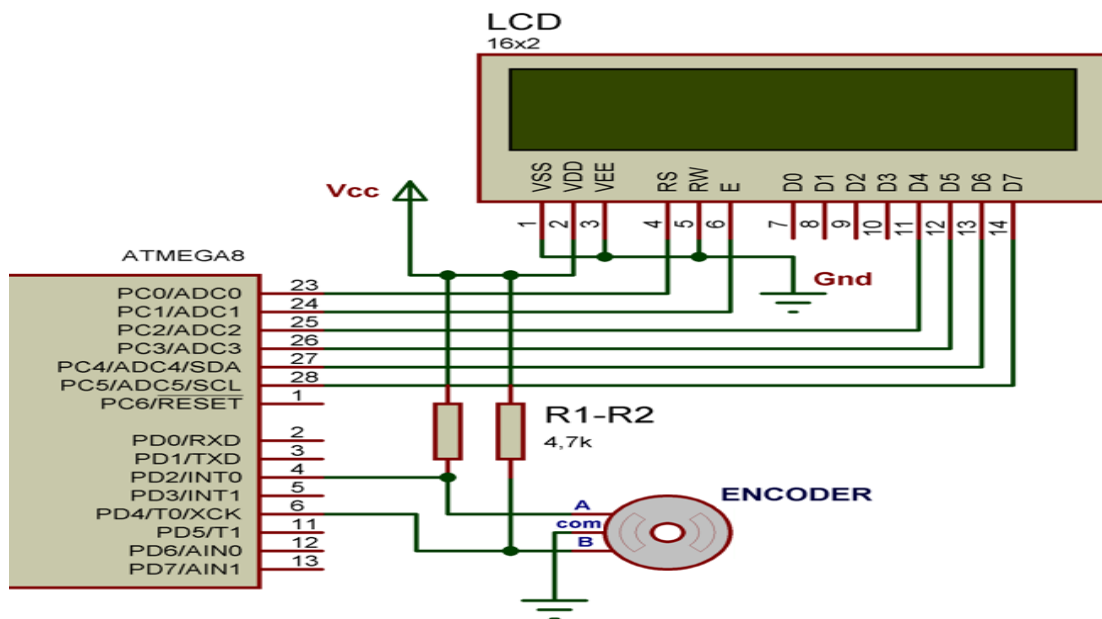 LCD
16x2
VSS VDD VEE RS RW E D0 D1 D2 D3 D4 D5 D6 D7
1 2 3 4 5 6 7 8 9 10 11 12 13 14
Vcc
Gnd
ATMEGA8
PC0/ADC0 23
PC1/ADC1 24
PC2/ADC2 25
PC3/ADC3 26
PC4/ADC4/SDA 27
PC5/ADC5/SCL 28
PC6/RESET 1
PD0/RXD 2
PD1/TXD 3
PD2/INT0 4
PD3/INT1 5
PD4/T0/XCK 6
PD5/T1 11
PD6/AIN0 12
PD7/AIN1 13
R1-R2
4,7k
ENCODER
A
com
B